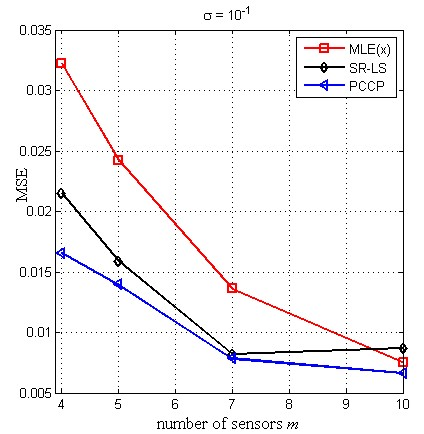 σ = 10⁻¹
0.035
0.03
0.025
0.02
0.015
0.01
0.005
MSE
MLE(x)
SR-LS
PCCP
4 5 6 7 8 9 10
number of sensors m